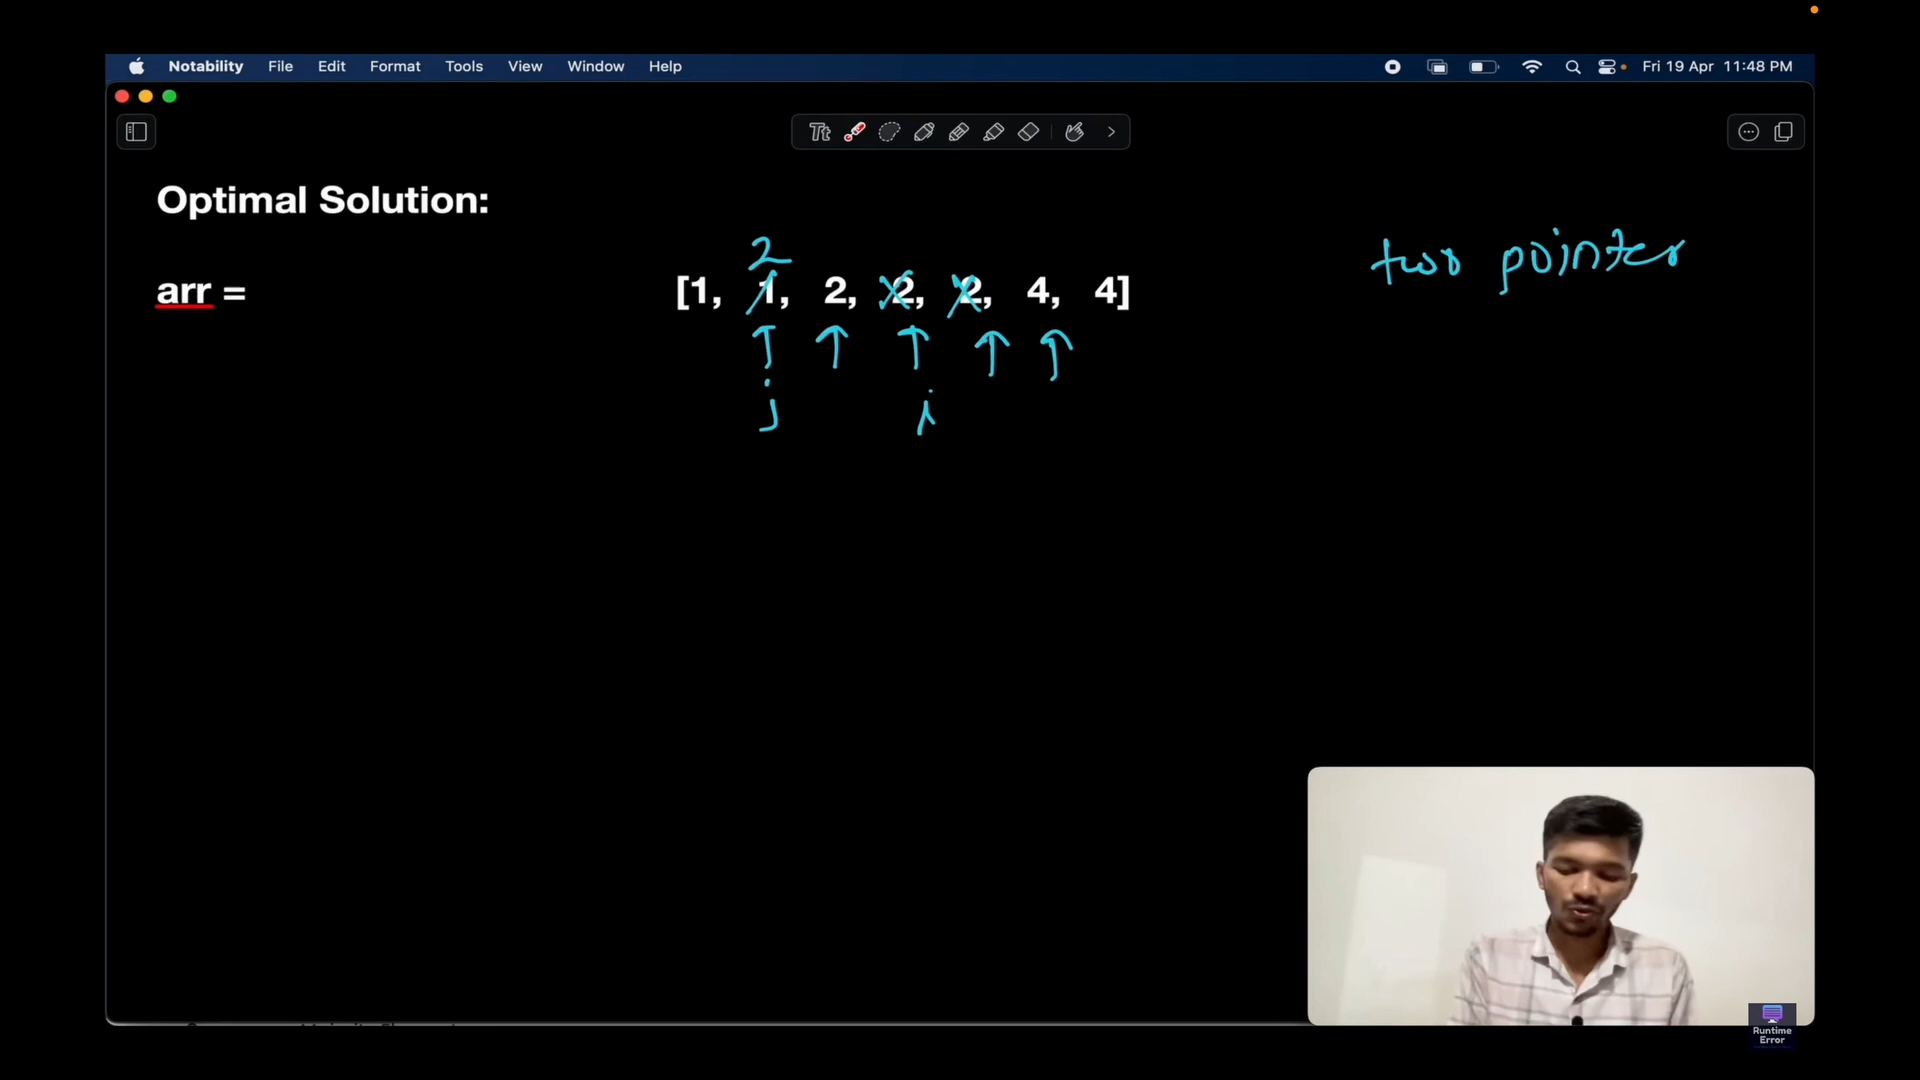 Notability File Edit Format Tools View Window Help Fri 19 Apr 11:48 PM
Tt
Optimal Solution:
two pointer
2
arr = [1, 1, 2, 2, 2, 4, 4]
j i
Runtime
Error